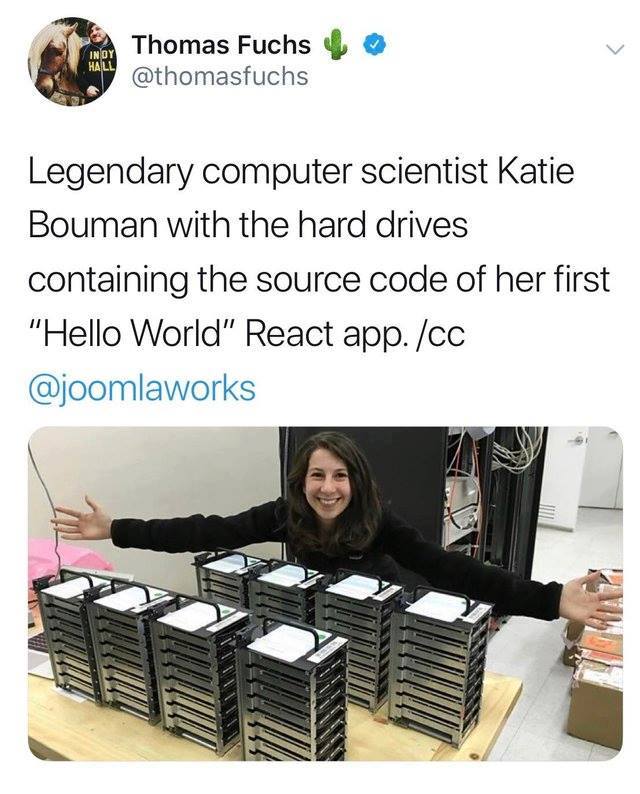 Thomas Fuchs 🌵
@thomasfuchs
INDY
HALL
Legendary computer scientist Katie
Bouman with the hard drives
containing the source code of her first
“Hello World” React app. /cc
@joomlaworks